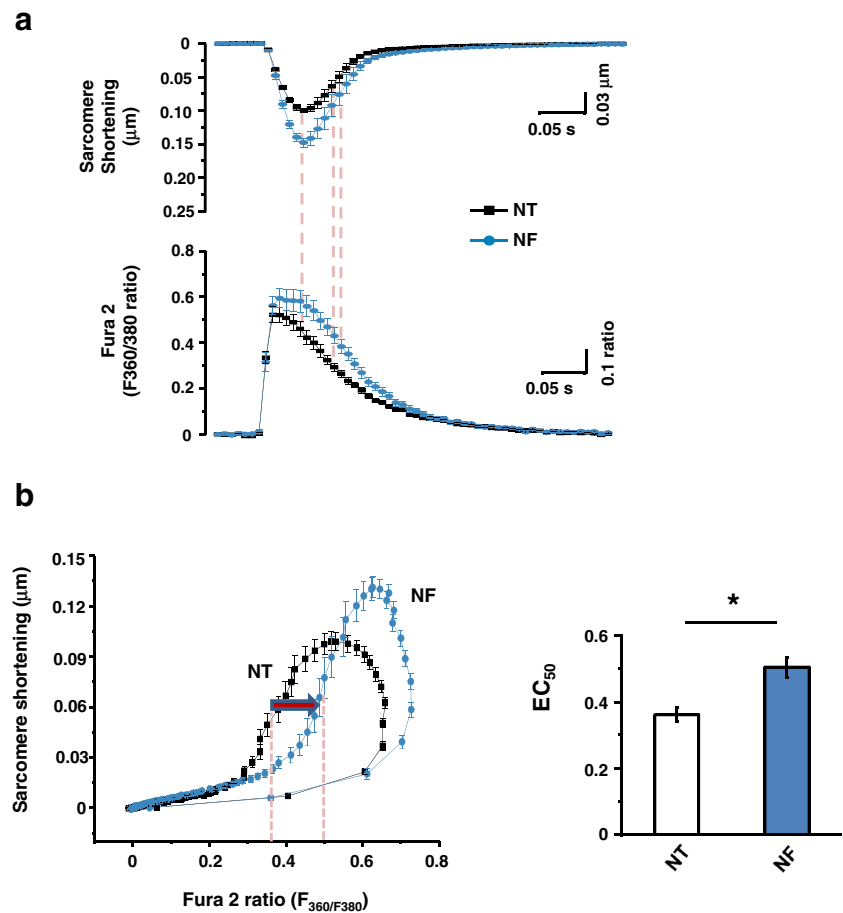 a
0
0.05
0.10
0.15
0.20
0.25
Sarcomere
Shortening
(μm)
0.03 μm
0.05 s
NT
NF
0.8
0.6
0.4
0.2
0
Fura 2
(F360/380 ratio)
0.1 ratio
0.05 s
b
0.15
0.12
0.09
0.06
0.03
0
Sarcomere shortening (μm)
NT
NF
0
0.2
0.4
0.6
0.8
Fura 2 ratio (F360/F380)
*
0.6
0.4
0.2
0
EC50
NT
NF